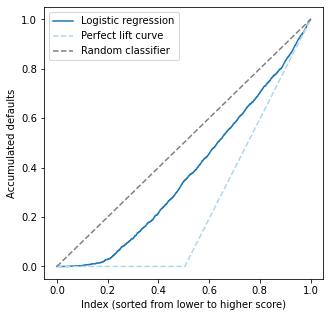 Logistic regression
Perfect lift curve
Random classifier
1.0
0.8
0.6
0.4
0.2
0.0
Accumulated defaults
0.0 0.2 0.4 0.6 0.8 1.0
Index (sorted from lower to higher score)